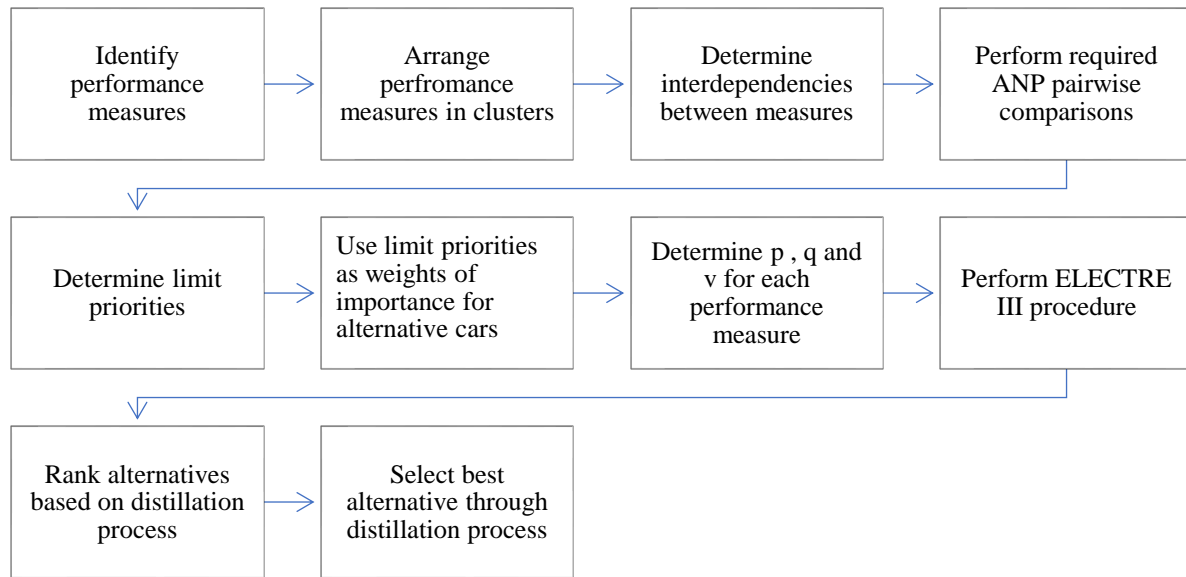 Identify
performance
measures
Arrange
perfromance
measures in clusters
Determine
interdependencies
between measures
Perform required
ANP pairwise
comparisons
Determine limit
priorities
Use limit priorities
as weights of
importance for
alternative cars
Determine p , q and
v for each
performance
measure
Perform ELECTRE
III procedure
Rank alternatives
based on distillation
process
Select best
alternative through
distillation process